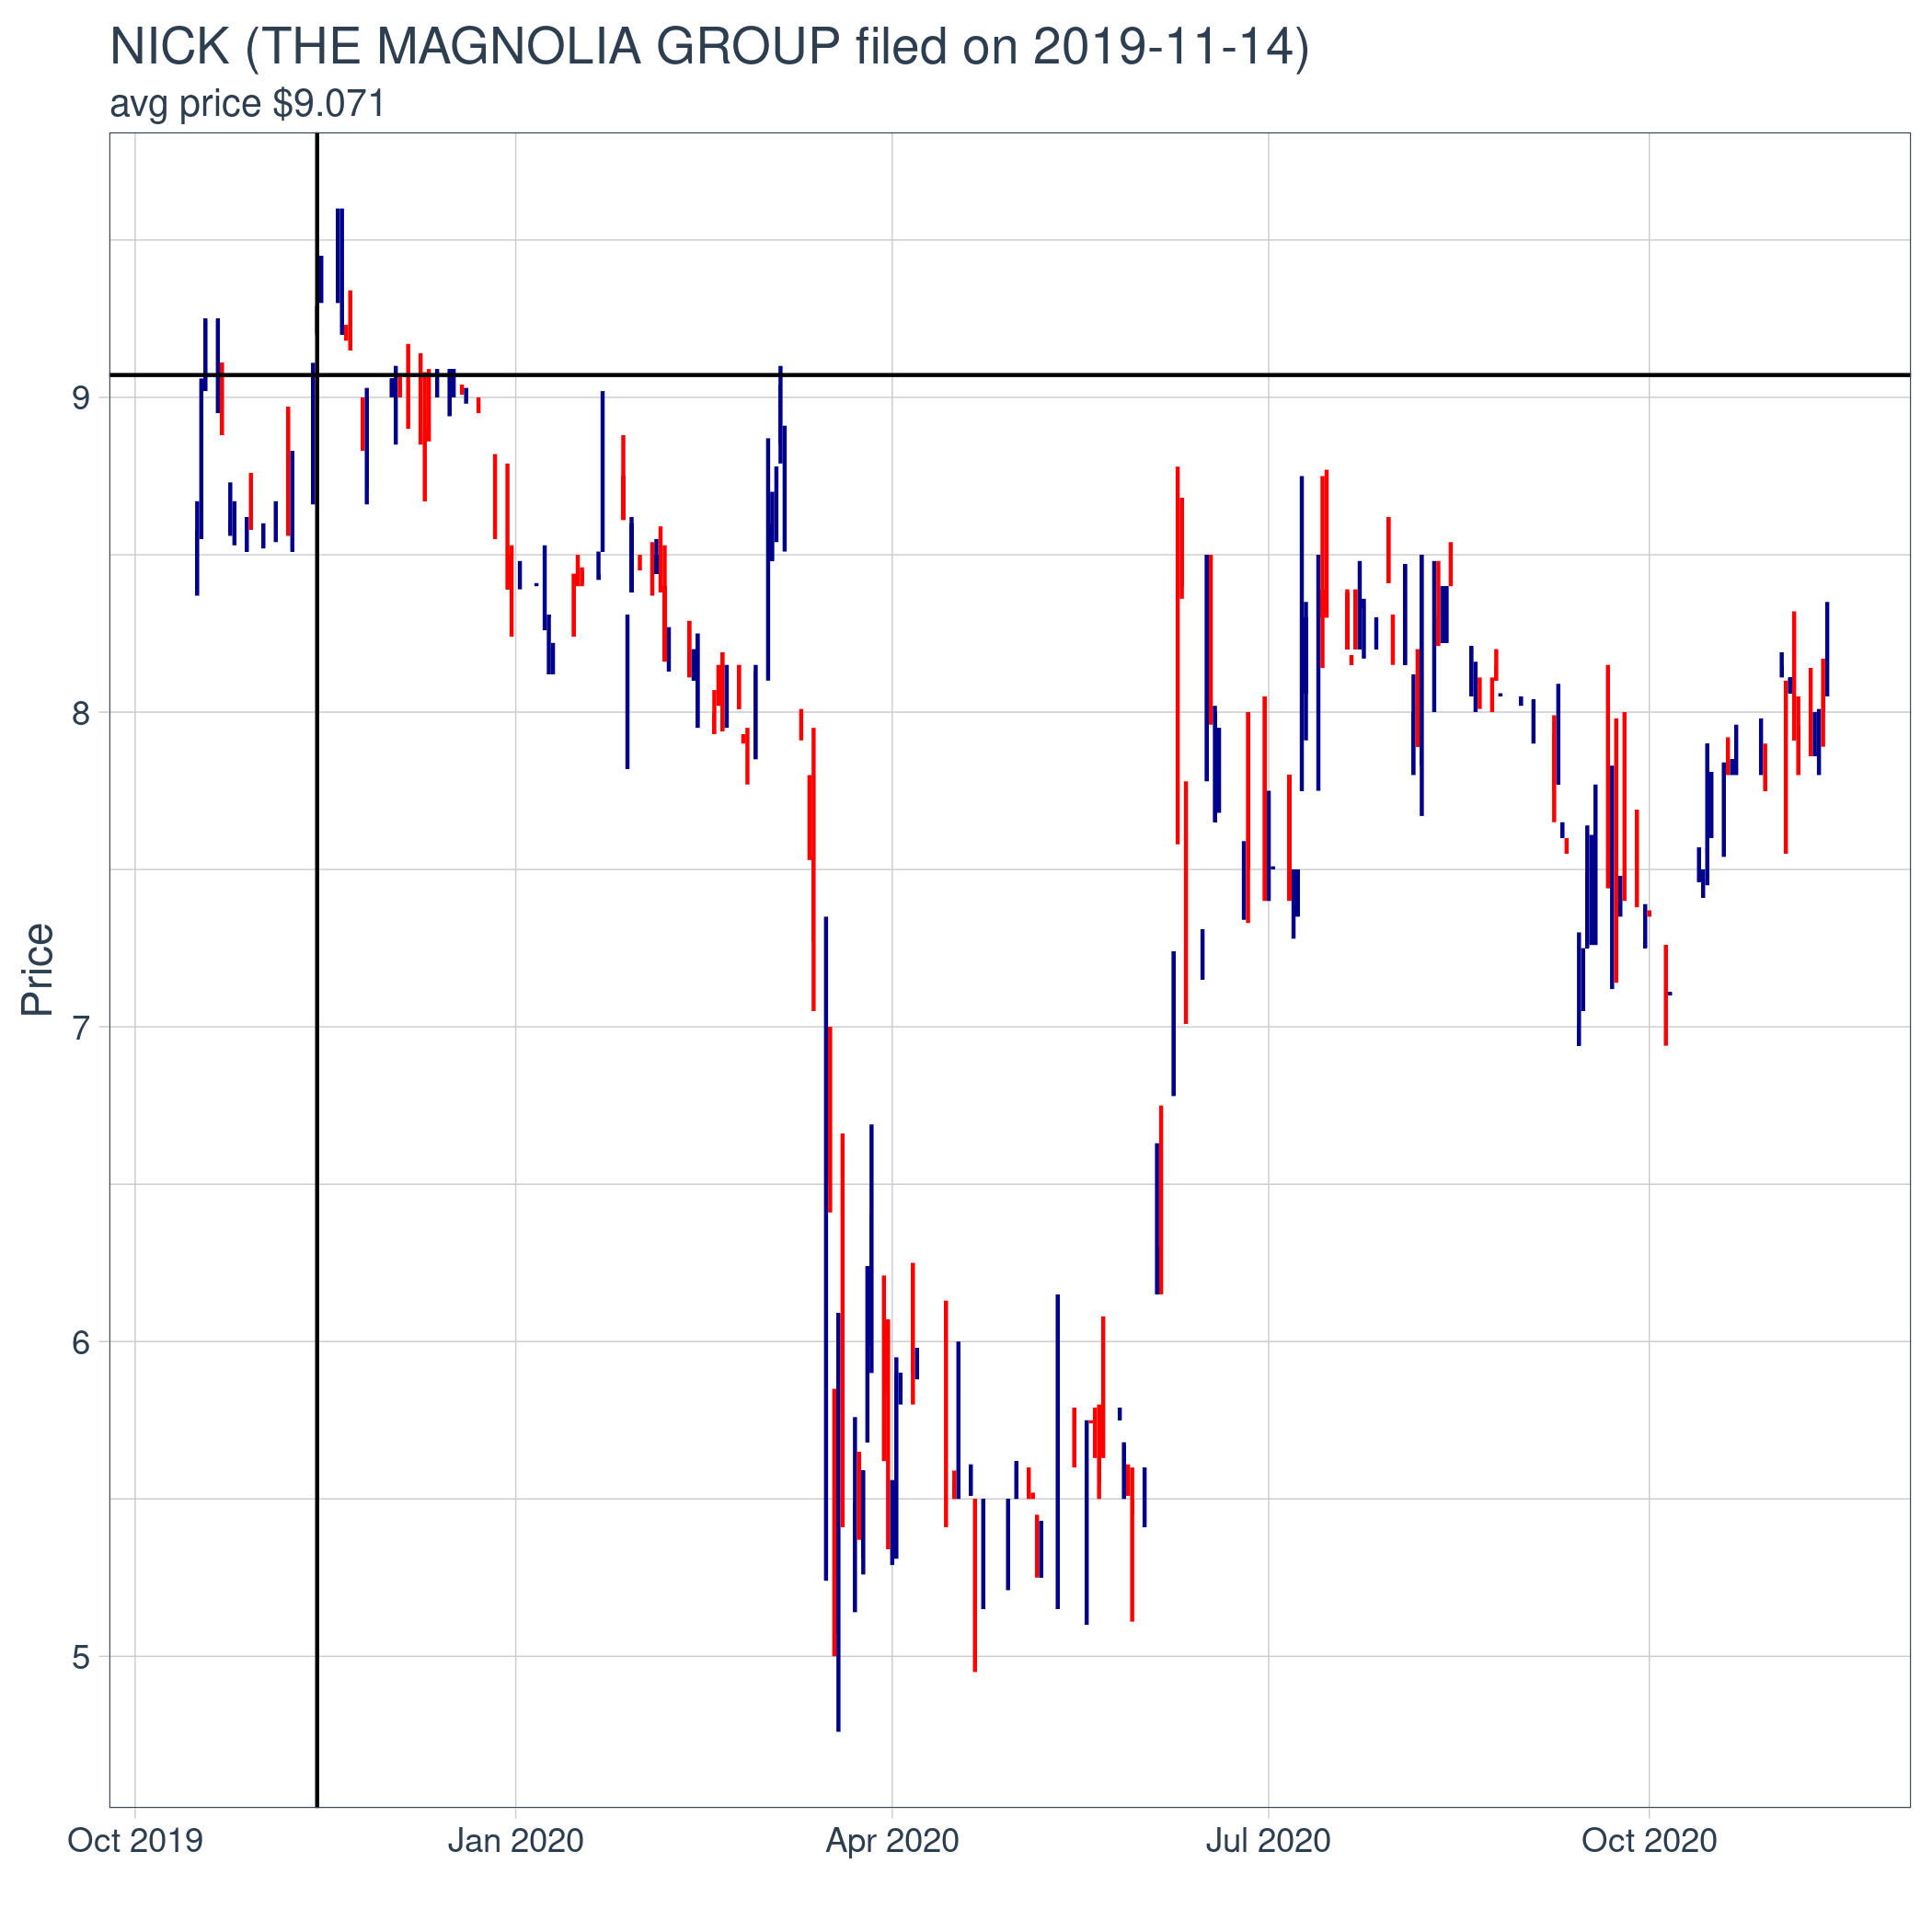 NICK (THE MAGNOLIA GROUP filed on 2019-11-14)
avg price $9.071
Price
9
8
7
6
5
Oct 2019
Jan 2020
Apr 2020
Jul 2020
Oct 2020